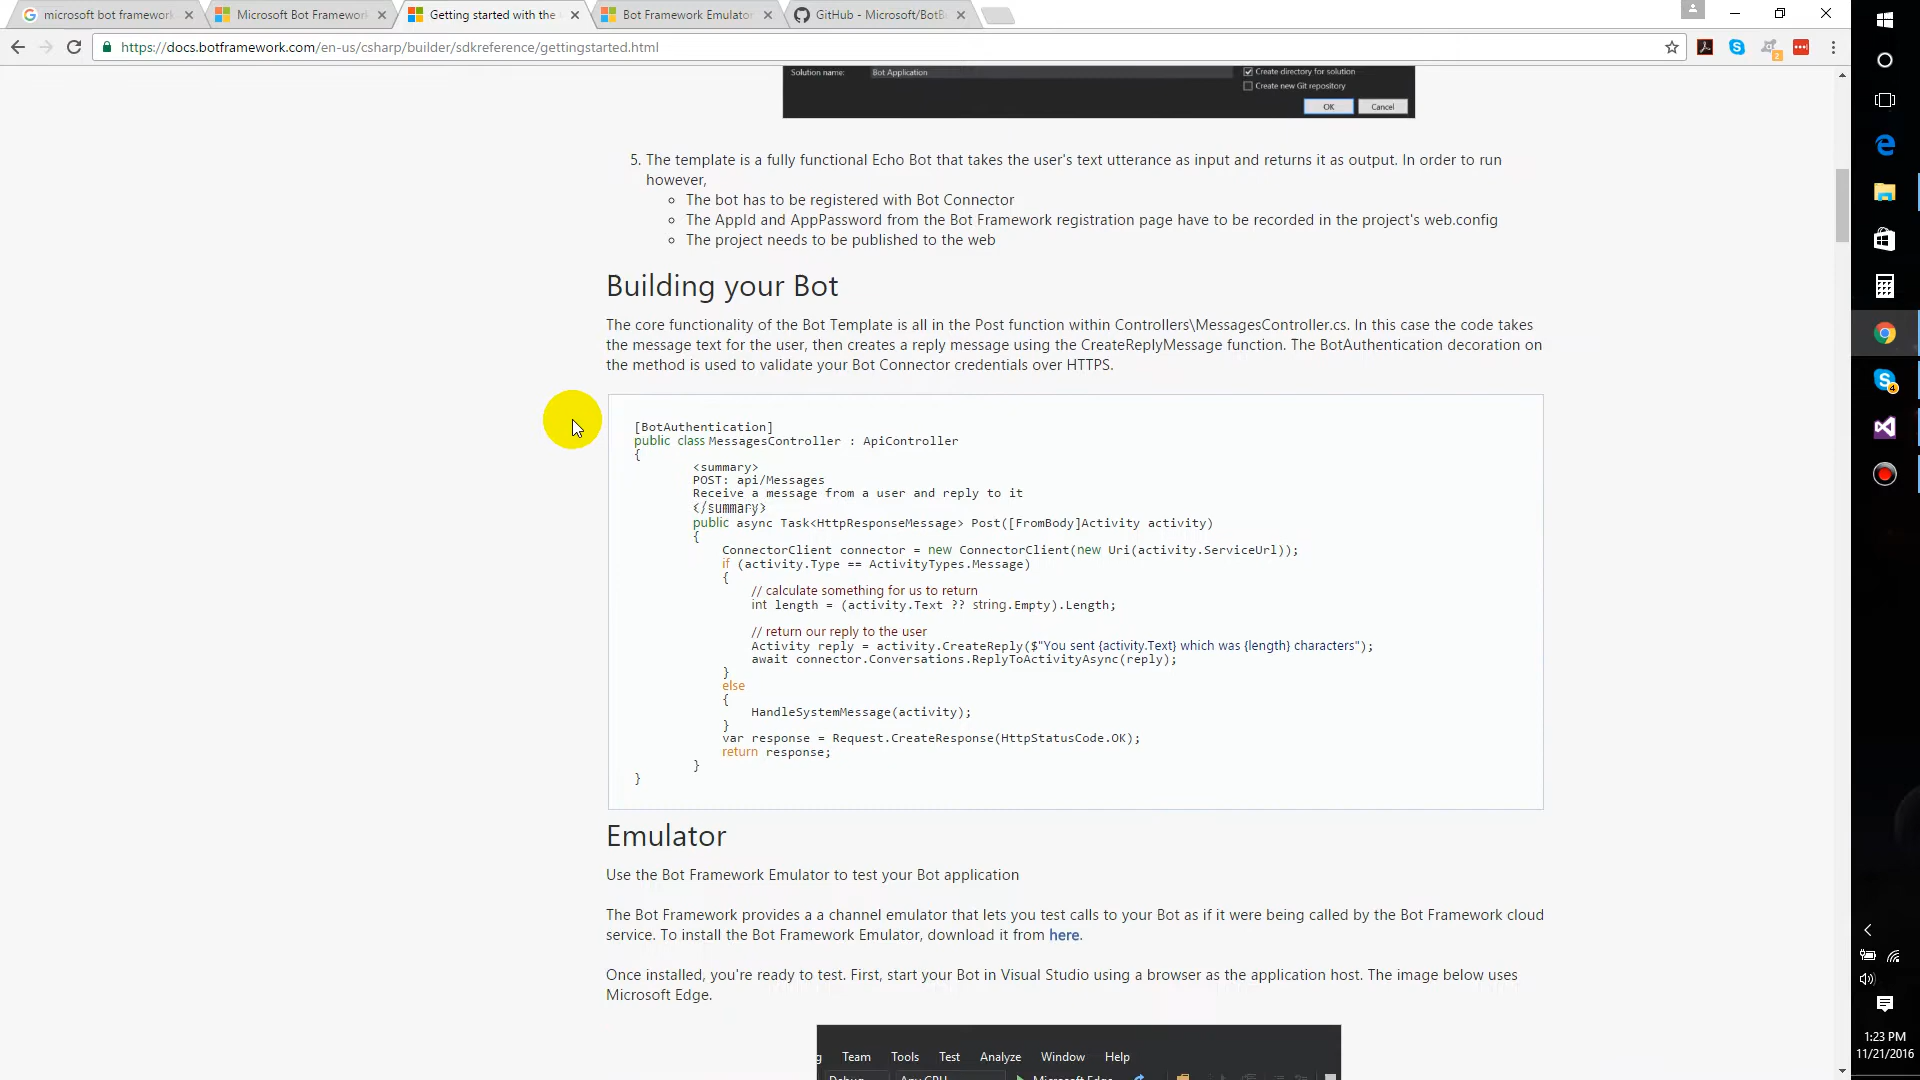 microsoft bot framework
Microsoft Bot Framework
Getting started with the
Bot Framework Emulator
GitHub - Microsoft/BotB
https://docs.botframework.com/en-us/csharp/builder/sdkreference/gettingstarted.html
2
Solution name:
Bot Application
Create directory for solution
Create new Git repository
OK
Cancel
5. The template is a fully functional Echo Bot that takes the user's text utterance as input and returns it as output. In order to run
however,
The bot has to be registered with Bot Connector
The AppId and AppPassword from the Bot Framework registration page have to be recorded in the project's web.config
The project needs to be published to the web
Building your Bot
The core functionality of the Bot Template is all in the Post function within Controllers\MessagesController.cs. In this case the code takes
the message text for the user, then creates a reply message using the CreateReplyMessage function. The BotAuthentication decoration on
the method is used to validate your Bot Connector credentials over HTTPS.
[BotAuthentication]
public class MessagesController : ApiController
{
<summary>
POST: api/Messages
Receive a message from a user and reply to it
</summary>
public async Task<HttpResponseMessage> Post([FromBody]Activity activity)
{
ConnectorClient connector = new ConnectorClient(new Uri(activity.ServiceUrl));
if (activity.Type == ActivityTypes.Message)
{
// calculate something for us to return
int length = (activity.Text ?? string.Empty).Length;
// return our reply to the user
Activity reply = activity.CreateReply($"You sent {activity.Text} which was {length} characters");
await connector.Conversations.ReplyToActivityAsync(reply);
}
else
{
HandleSystemMessage(activity);
}
var response = Request.CreateResponse(HttpStatusCode.OK);
return response;
}
}
Emulator
Use the Bot Framework Emulator to test your Bot application
The Bot Framework provides a a channel emulator that lets you test calls to your Bot as if it were being called by the Bot Framework cloud
service. To install the Bot Framework Emulator, download it from here.
Once installed, you're ready to test. First, start your Bot in Visual Studio using a browser as the application host. The image below uses
Microsoft Edge.
g Team Tools Test Analyze Window Help
Debug Any CPU Microsoft Edge
4
1:23 PM
11/21/2016